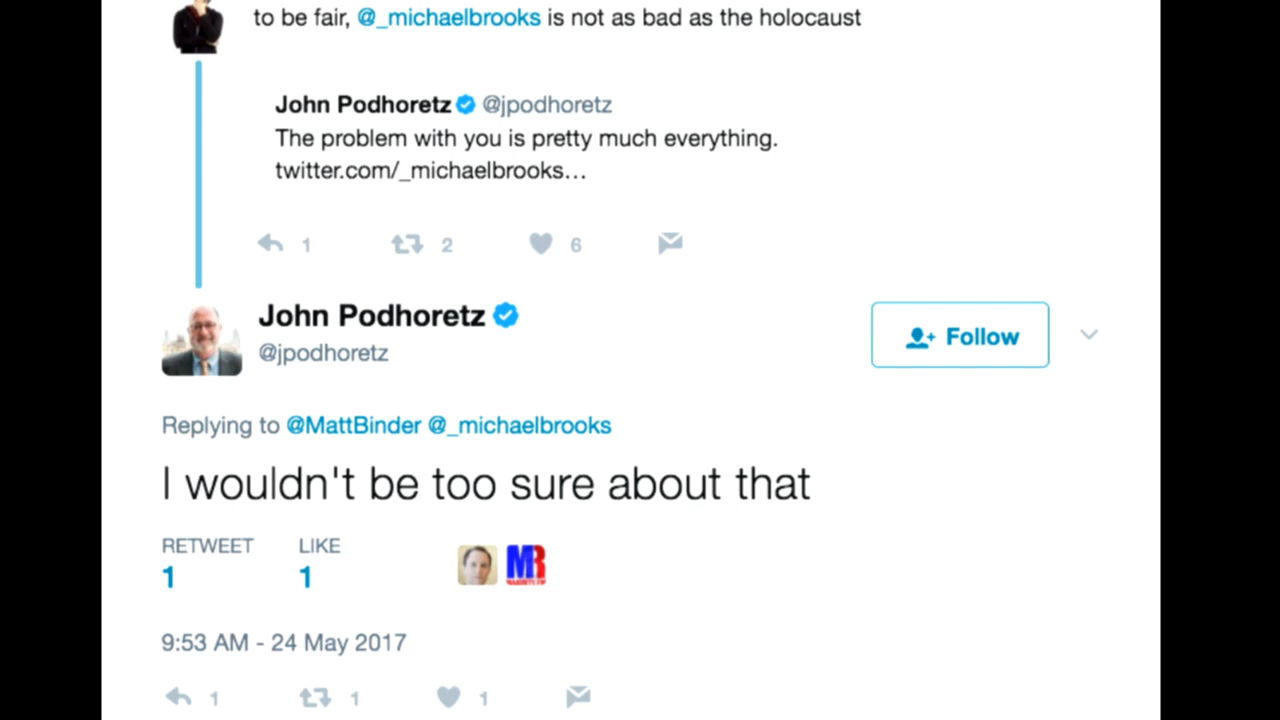 to be fair, @_michaelbrooks is not as bad as the holocaust
John Podhoretz @jpodhoretz
The problem with you is pretty much everything.
twitter.com/_michaelbrooks...
1 2 6
John Podhoretz
@jpodhoretz
Follow
Replying to @MattBinder @_michaelbrooks
I wouldn't be too sure about that
RETWEET LIKE
1 1
MR
9:53 AM - 24 May 2017
1 1 1